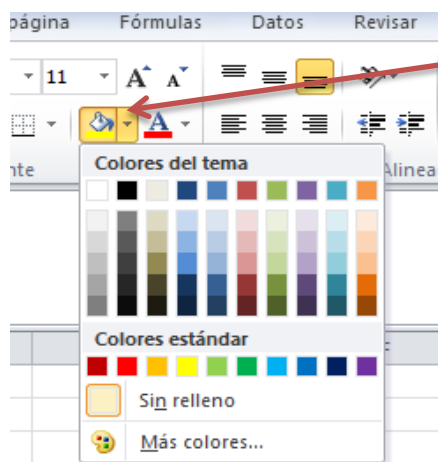 página Fórmulas Datos Revisar
11 A A
A
nte Alinea
Colores del tema
Colores estándar
Sin relleno
Más colores...